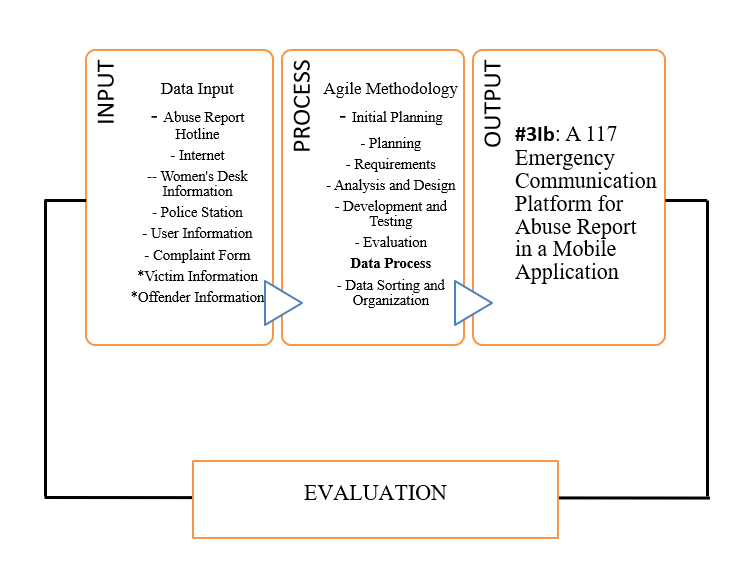 INPUT
Data Input
- Abuse Report
Hotline
- Internet
-- Women's Desk
Information
- Police Station
- User Information
- Complaint Form
*Victim Information
*Offender Information
PROCESS
Agile Methodology
- Initial Planning
- Planning
- Requirements
- Analysis and Design
- Development and
Testing
- Evaluation
Data Process
- Data Sorting and
Organization
OUTPUT
#3Ib: A 117
Emergency
Communication
Platform for
Abuse Report
in a Mobile
Application
EVALUATION